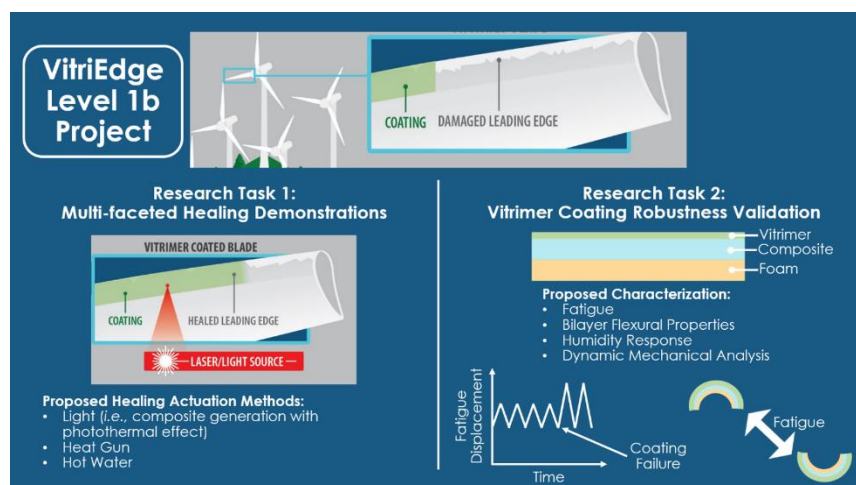 VitriEdge
Level 1b
Project
COATING
DAMAGED LEADING EDGE
Research Task 1:
Multi-faceted Healing Demonstrations
VITRIMER COATED BLADE
COATING
HEALED LEADING EDGE
LASER/LIGHT SOURCE
Proposed Healing Actuation Methods:
• Light (i.e., composite generation with
photothermal effect)
• Heat Gun
• Hot Water
Research Task 2:
Vitrimer Coating Robustness Validation
Vitrimer
Composite
Foam
Proposed Characterization:
• Fatigue
• Bilayer Flexural Properties
• Humidity Response
• Dynamic Mechanical Analysis
Fatigue
Displacement
Time
Coating
Failure
Fatigue